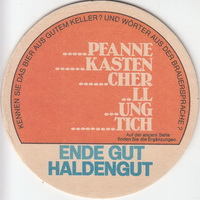 KENNEN SIE DAS BIER AUS GUTEM KELLER? UND WÖRTER AUS DER BRAUERSPRACHE?
.....PFANNE
.....KASTEN
......CHER
........LL
.....UNG
.....TICH
Auf der andern Seite
finden Sie die Ergänzungen
ENDE GUT
HALDENGUT